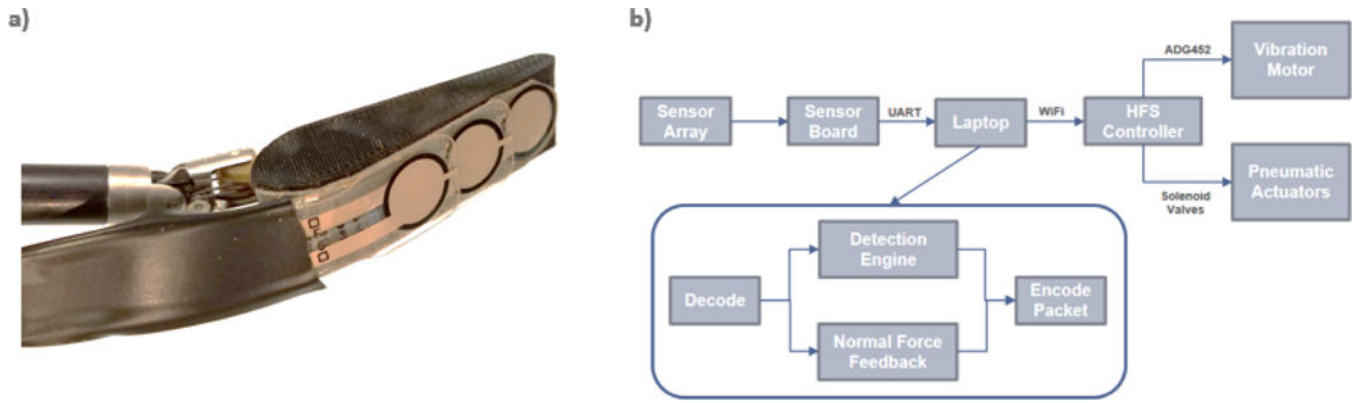 a)
b)
ADG452
Vibration
Motor
Sensor
Array
Sensor
Board
UART
Laptop
WiFi
HFS
Controller
Solenoid
Valves
Pneumatic
Actuators
Detection
Engine
Decode
Encode
Packet
Normal Force
Feedback